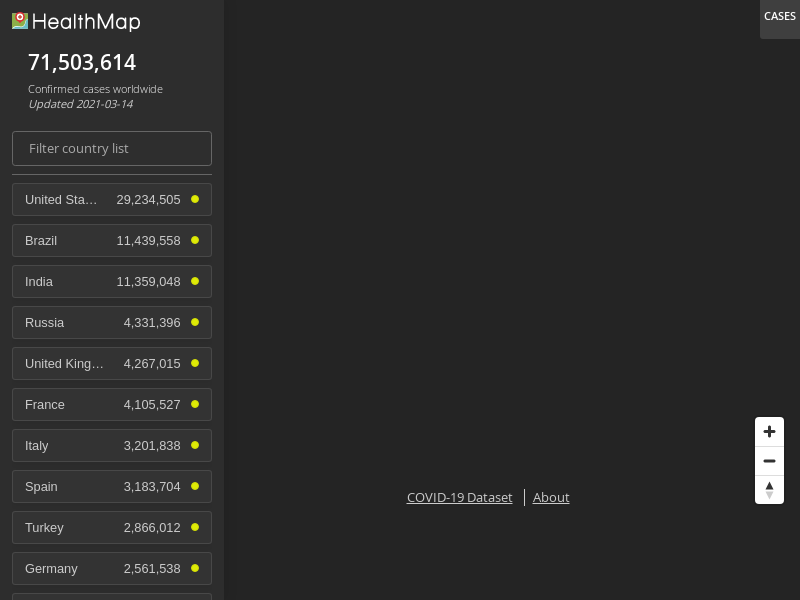 HealthMap
71,503,614
Confirmed cases worldwide
Updated 2021-03-14
Filter country list
United Sta… 29,234,505
Brazil 11,439,558
India 11,359,048
Russia 4,331,396
United King… 4,267,015
France 4,105,527
Italy 3,201,838
Spain 3,183,704
Turkey 2,866,012
Germany 2,561,538
CASES
COVID-19 Dataset | About